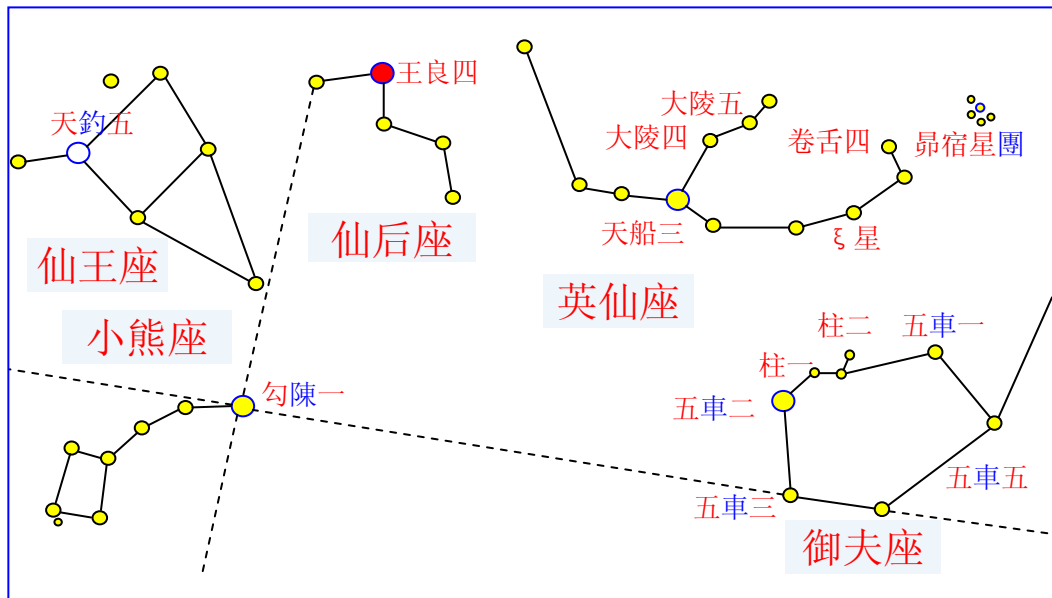 王良四
大陵五
天釣五
大陵四
卷舌四
昴宿星團
仙后座
天船三
ξ 星
仙王座
英仙座
小熊座
柱二
五車一
柱一
勾陳一
五車二
五車五
五車三
御夫座